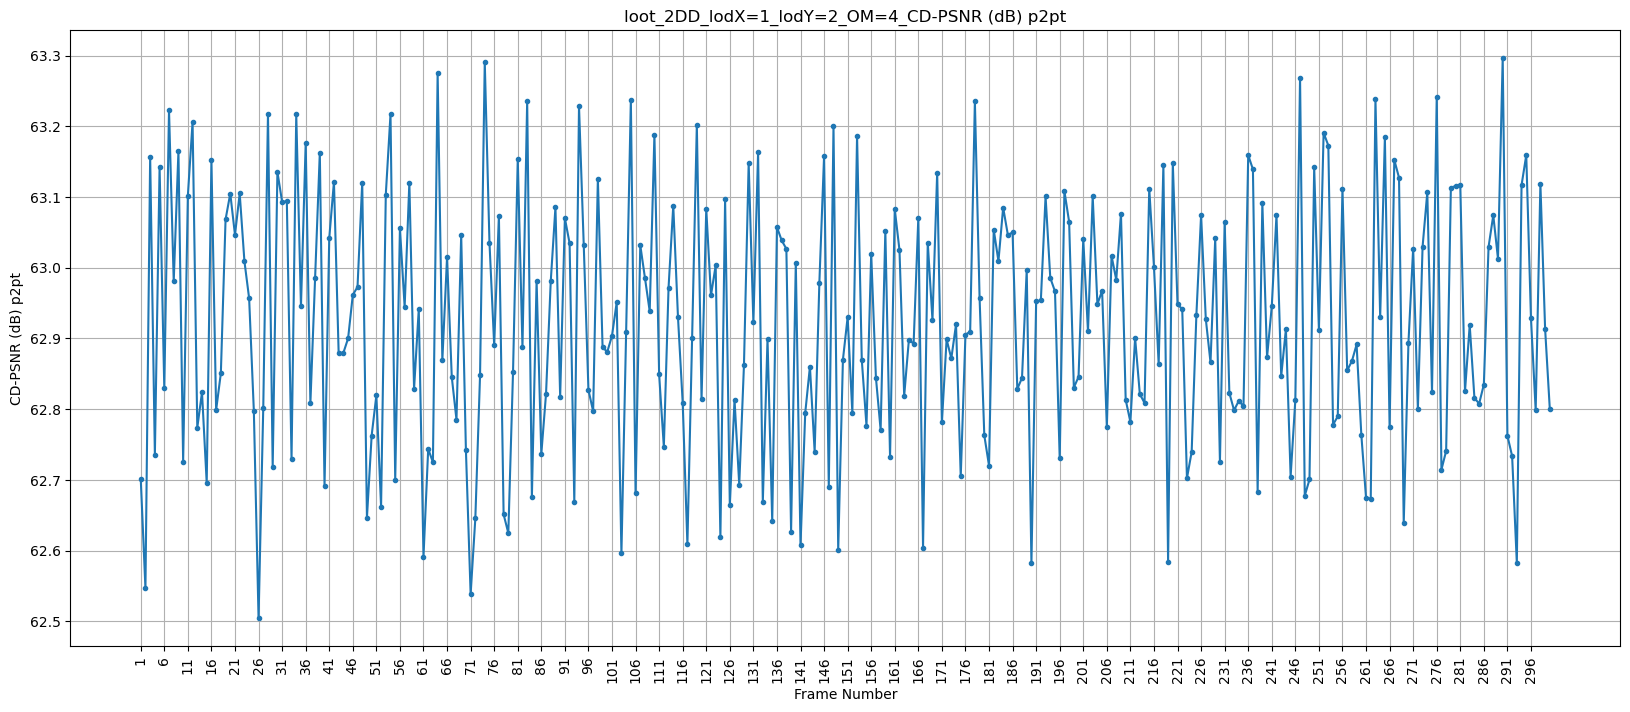 loot_2DD_lodX=1_lodY=2_OM=4_CD-PSNR (dB) p2pt
CD-PSNR (dB) p2pt
63.3
63.2
63.1
63.0
62.9
62.8
62.7
62.6
62.5
1 6 11 16 21 26 31 36 41 46 51 56 61 66 71 76 81 86 91 96 101 106 111 116 121 126 131 136 141 146 151 156 161 166 171 176 181 186 191 196 201 206 211 216 221 226 231 236 241 246 251 256 261 266 271 276 281 286 291 296
Frame Number